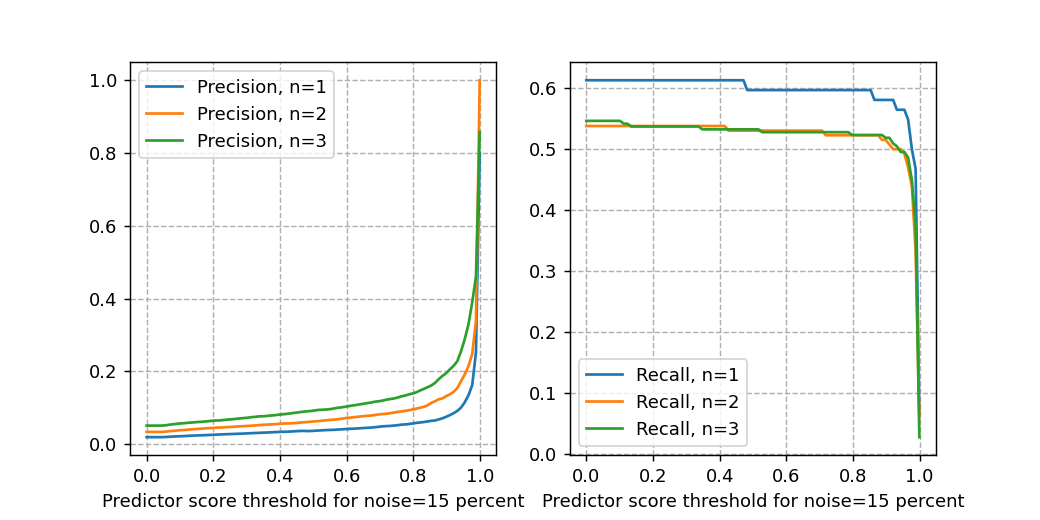 Precision, n=1
Precision, n=2
Precision, n=3
1.0
0.8
0.6
0.4
0.2
0.0
0.0 0.2 0.4 0.6 0.8 1.0
Predictor score threshold for noise=15 percent
0.6
0.5
0.4
0.3
0.2
0.1
0.0
Recall, n=1
Recall, n=2
Recall, n=3
0.0 0.2 0.4 0.6 0.8 1.0
Predictor score threshold for noise=15 percent